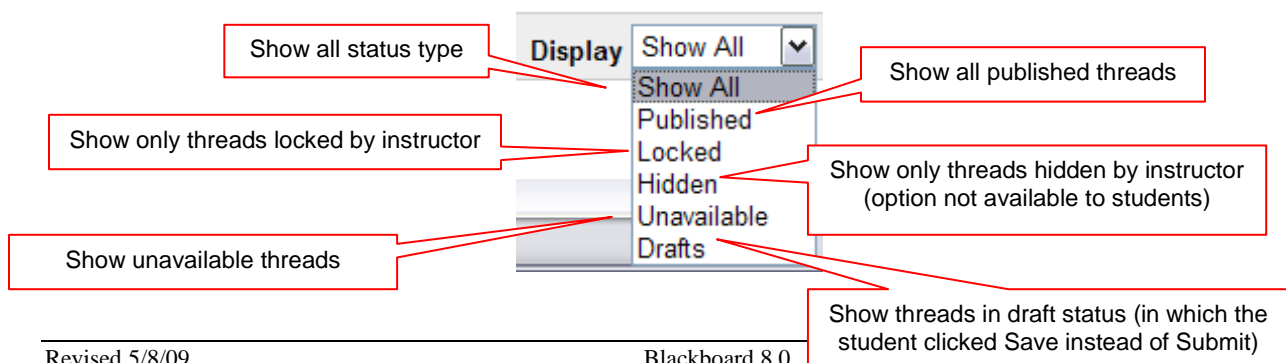 Show all status type
Display Show All
Show All
Published
Locked
Hidden
Unavailable
Drafts
Show all published threads
Show only threads locked by instructor
Show only threads hidden by instructor
(option not available to students)
Show unavailable threads
Show threads in draft status (in which the
student clicked Save instead of Submit)
Revised 5/8/09
Blackboard 8.0